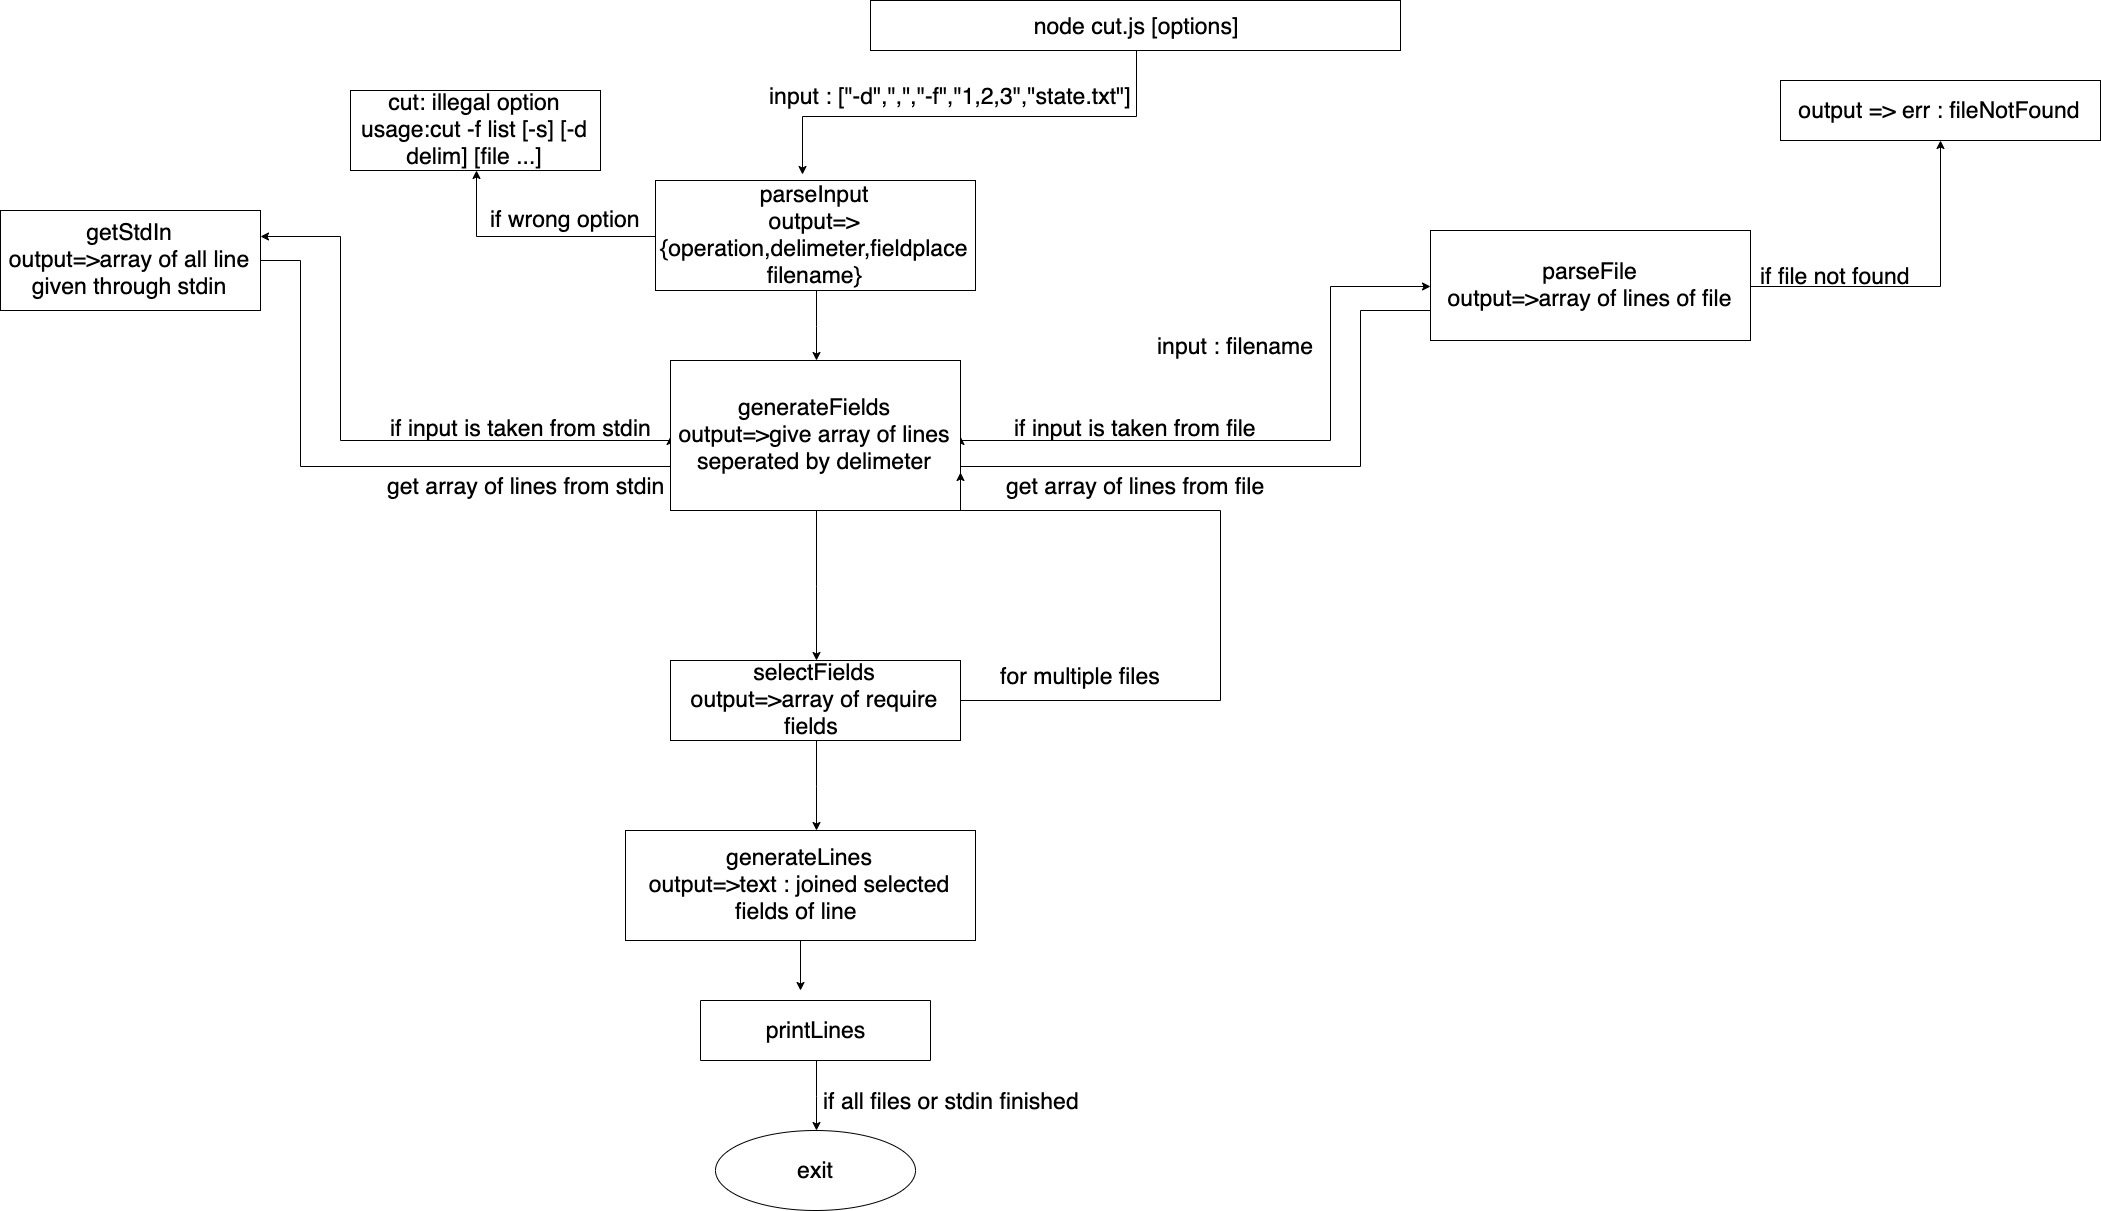 node cut.js [options]
input : ["-d",",","-f","1,2,3","state.txt"]
cut: illegal option
usage:cut -f list [-s] [-d
delim] [file ...]
output => err : fileNotFound
parseInput
output=>
{operation,delimeter,fieldplace
filename}
if wrong option
getStdIn
output=>array of all line
given through stdin
parseFile
output=>array of lines of file
if file not found
input : filename
generateFields
output=>give array of lines
seperated by delimeter
if input is taken from stdin
if input is taken from file
get array of lines from stdin
get array of lines from file
selectFields
output=>array of require
fields
for multiple files
generateLines
output=>text : joined selected
fields of line
printLines
if all files or stdin finished
exit